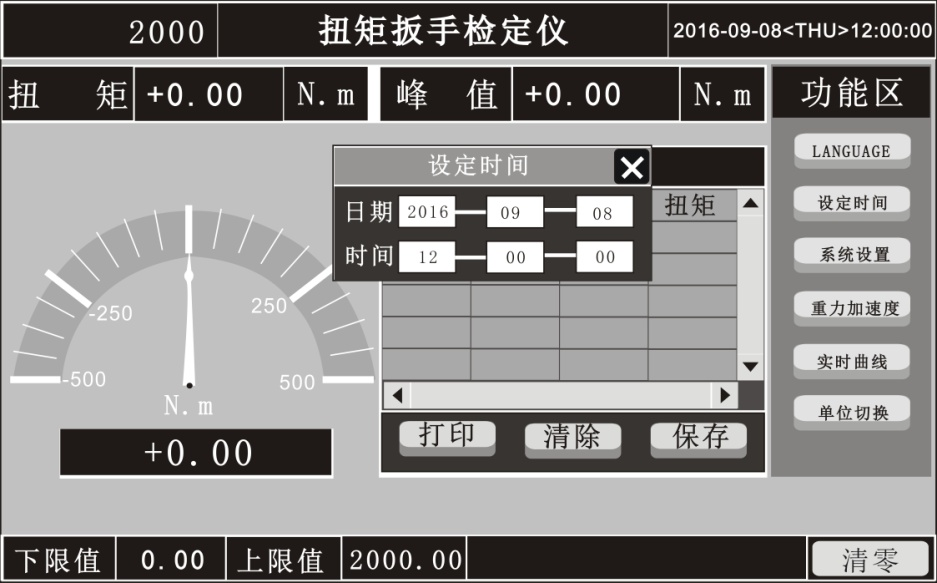 2000 扭矩扳手检定仪 2016-09-08<THU>12:00:00
扭 矩 +0.00 N.m 峰 值 +0.00 N.m 功能区
设定时间
日期 2016 09 08
时间 12 00 00
扭矩
LANGUAGE
设定时间
系统设置
重力加速度
实时曲线
单位切换
-250 250
-500 500
N.m
+0.00
打印 清除 保存
下限值 0.00 上限值 2000.00 清零